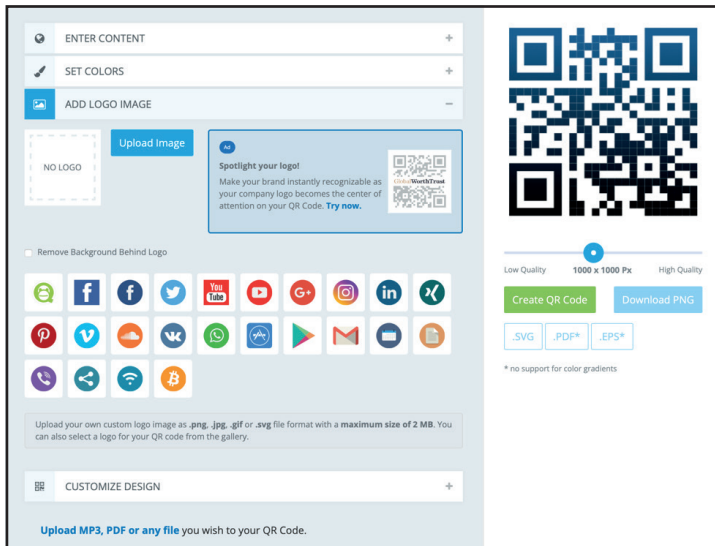 ENTER CONTENT
SET COLORS
ADD LOGO IMAGE
NO LOGO
Upload Image
Ad
Spotlight your logo!
Make your brand instantly recognizable as
your company logo becomes the center of
attention on your QR Code. Try now.
GlobalWorthTrust
Remove Background Behind Logo
You
Tube
G+
in
Upload your own custom logo image as .png, .jpg, .gif or .svg file format with a maximum size of 2 MB. You
can also select a logo for your QR code from the gallery.
CUSTOMIZE DESIGN
Upload MP3, PDF or any file you wish to your QR Code.
Low Quality 1000 x 1000 Px High Quality
Create QR Code Download PNG
.SVG .PDF* .EPS*
* no support for color gradients